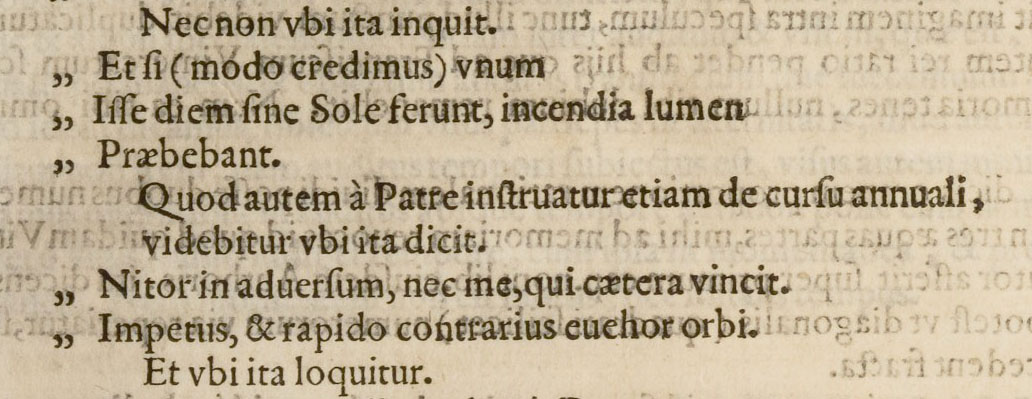 Nec non vbi ita inquit.
„ Et ſi (modo credimus) vnum
„ Iſſe diem ſine Sole ferunt, incendia lumen
„ Præbebant.
Quod autem à Patre inſtruatur etiam de curſu annuali,
videbitur vbi ita dicit.
„ Nitor in aduerſum, nec me, qui cætera vincit.
„ Impetus, & rapido contrarius euehor orbi.
Et vbi ita loquitur.